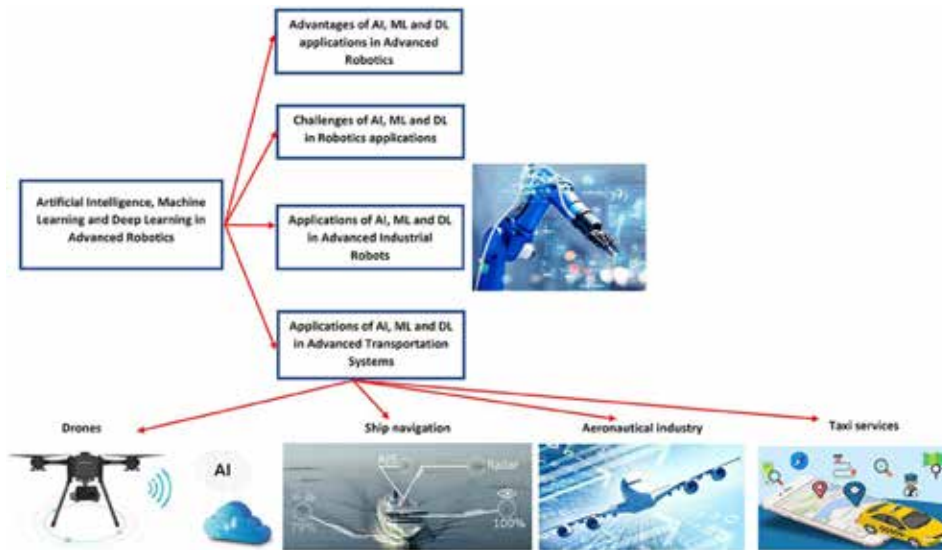 Advantages of AI, ML and DL
applications in Advanced
Robotics
Challenges of AI, ML and DL
in Robotics applications
Artificial Intelligence, Machine
Learning and Deep Learning in
Advanced Robotics
Applications of AI, ML and DL
in Advanced Industrial
Robots
Applications of AI, ML and DL
in Advanced Transportation
Systems
Drones
Ship navigation
Aeronautical industry
Taxi services
AI
AIS
Radar
100%